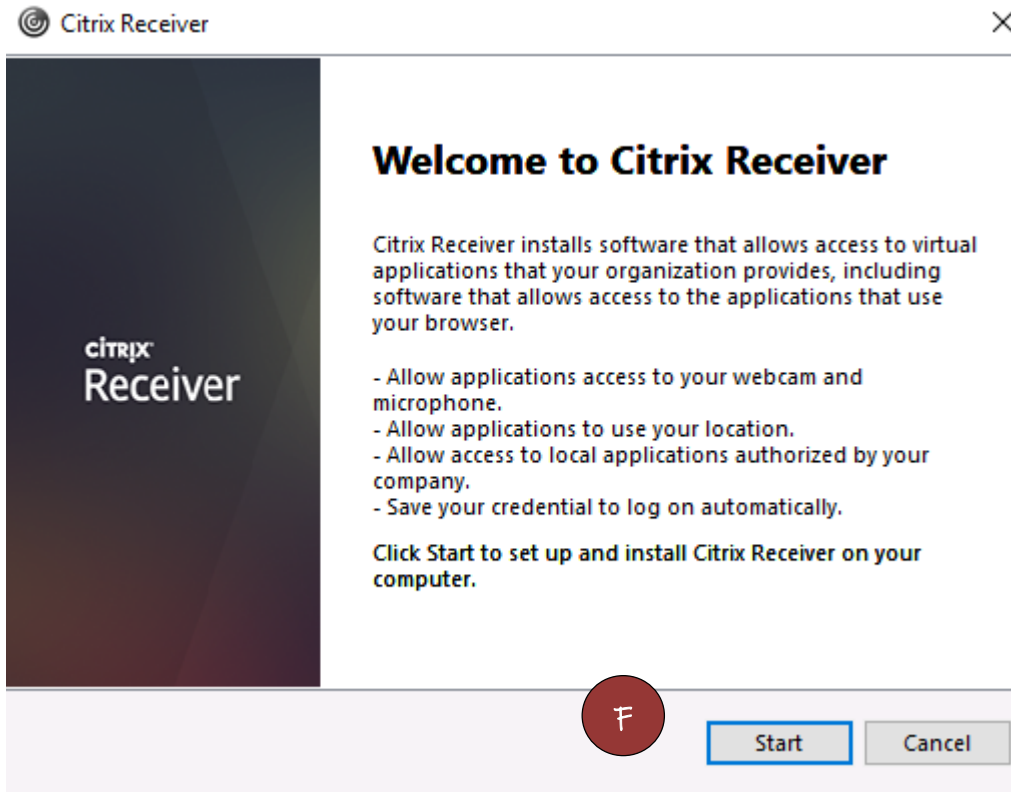 Citrix Receiver
Welcome to Citrix Receiver
Citrix Receiver installs software that allows access to virtual
applications that your organization provides, including
software that allows access to the applications that use
your browser.
- Allow applications access to your webcam and
microphone.
- Allow applications to use your location.
- Allow access to local applications authorized by your
company.
- Save your credential to log on automatically.
Click Start to set up and install Citrix Receiver on your
computer.
CITRIX
Receiver
F
Start
Cancel